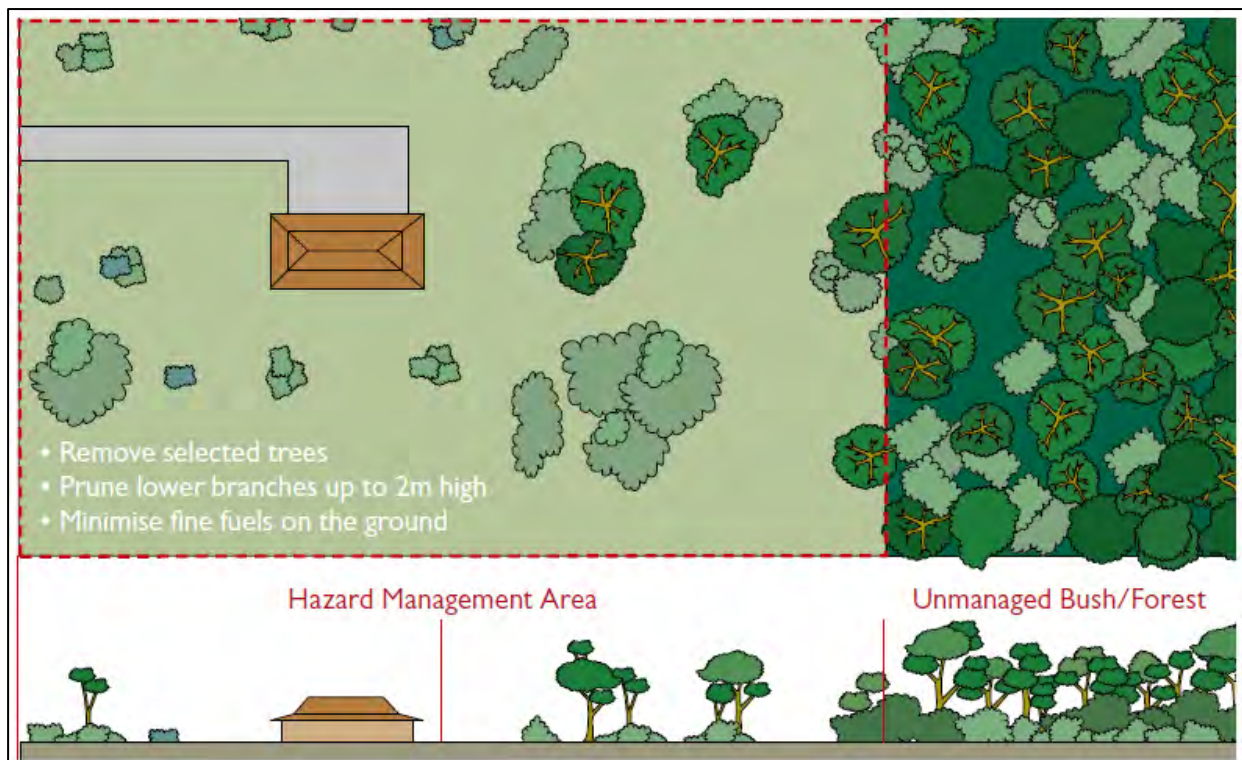 • Remove selected trees
• Prune lower branches up to 2m high
• Minimise fine fuels on the ground
Hazard Management Area
Unmanaged Bush/Forest